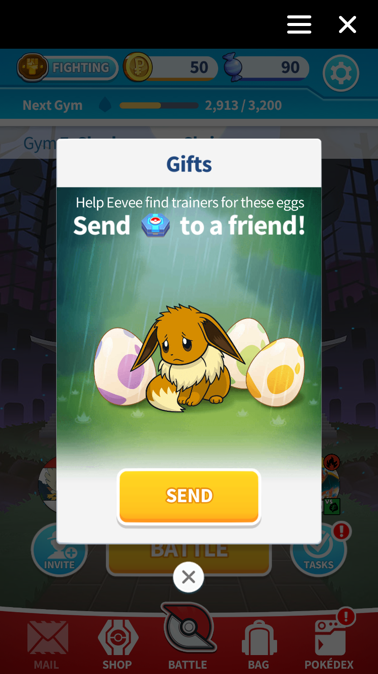 FIGHTING
50
90
Next Gym
2,913 / 3,200
Gifts
Help Eevee find trainers for these eggs
Send to a friend!
SEND
BATTLE
INVITE
TASKS
MAIL
SHOP
BATTLE
BAG
POKÉDEX